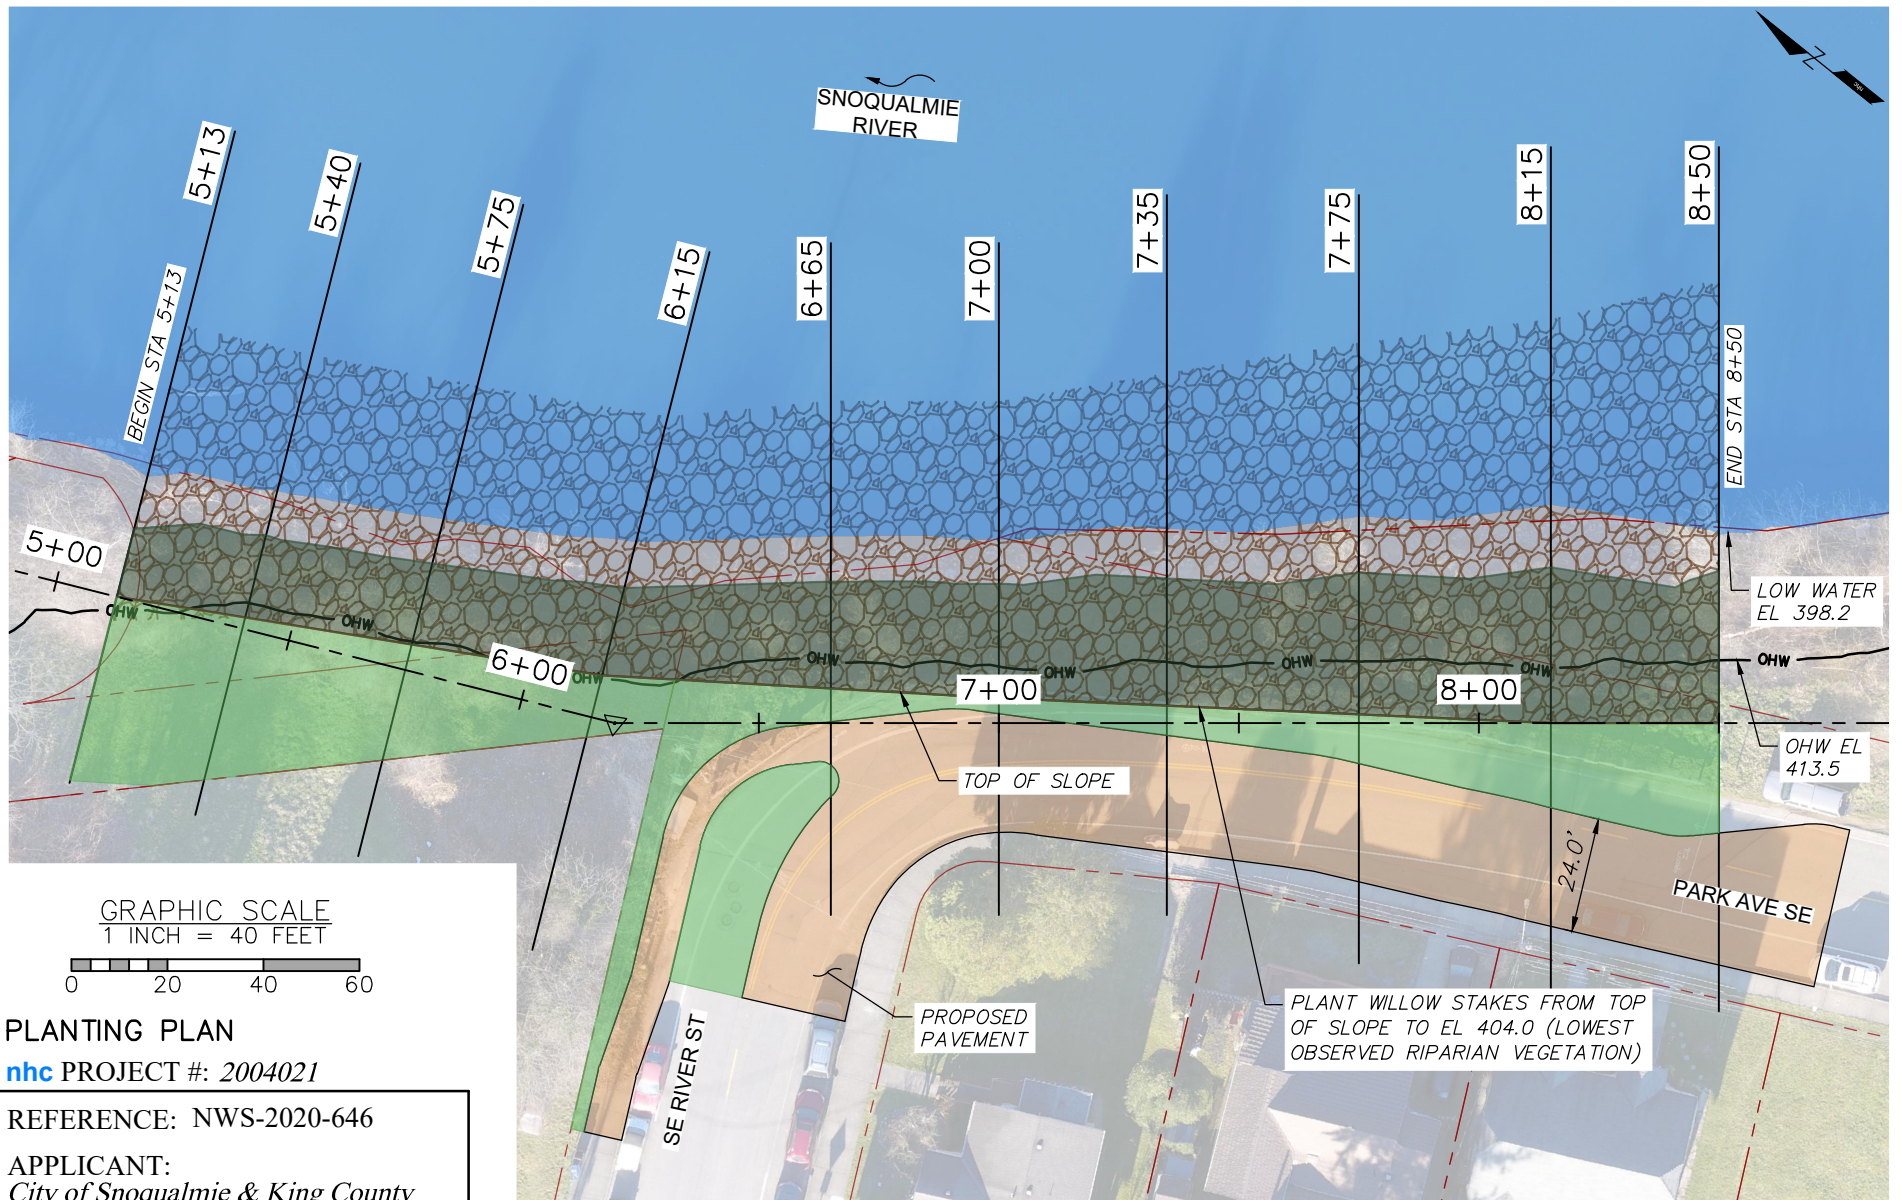 SNOQUALMIE
RIVER
5+13
5+40
5+75
6+15
6+65
7+00
7+35
7+75
8+15
8+50
BEGIN STA 5+13
END STA 8+50
5+00
6+00
7+00
8+00
OHW
OHW
OHW
OHW
OHW
OHW
OHW
OHW
LOW WATER
EL 398.2
OHW EL
413.5
TOP OF SLOPE
24.0'
PARK AVE SE
PROPOSED
PAVEMENT
PLANT WILLOW STAKES FROM TOP
OF SLOPE TO EL 404.0 (LOWEST
OBSERVED RIPARIAN VEGETATION)
SE RIVER ST
GRAPHIC SCALE
1 INCH = 40 FEET
0 20 40 60
PLANTING PLAN
nhc PROJECT #: 2004021
REFERENCE: NWS-2020-646
APPLICANT:
City of Snoqualmie & King County